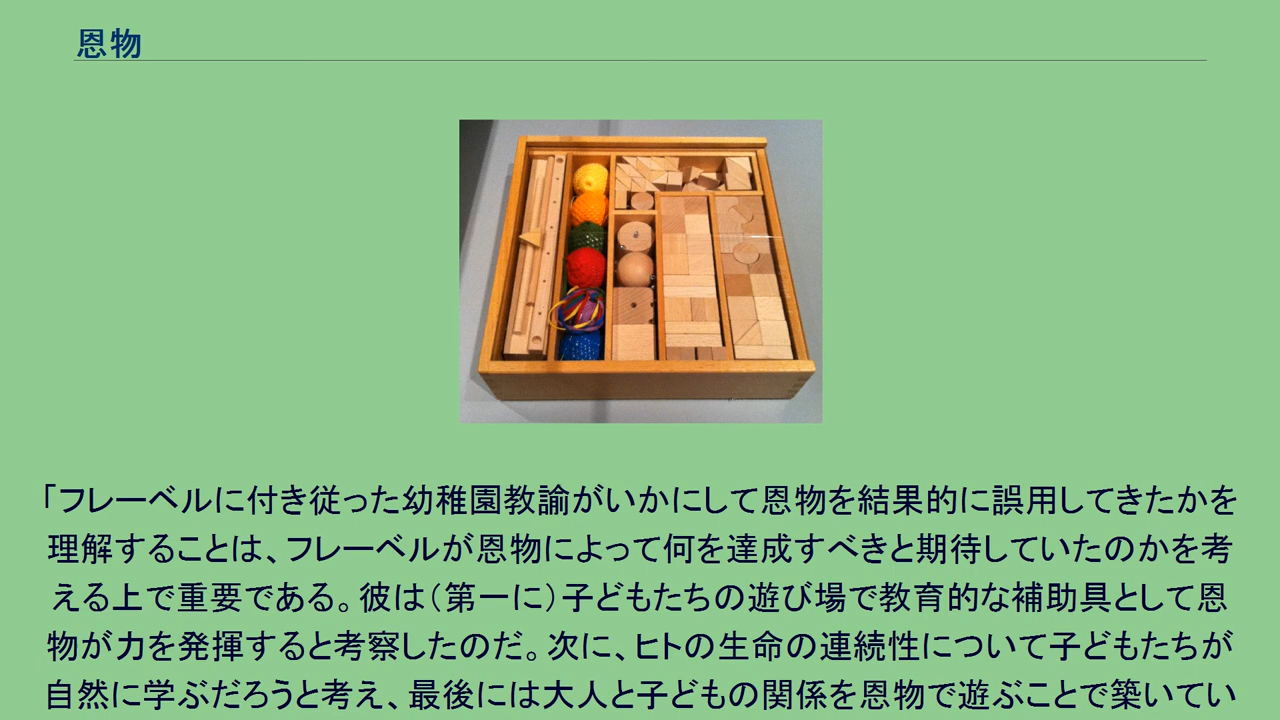 恩物
「フレーベルに付き従った幼稚園教諭がいかにして恩物を結果的に誤用してきたかを
理解することは、フレーベルが恩物によって何を達成すべきと期待していたのかを考
える上で重要である。彼は（第一に）子どもたちの遊び場で教育的な補助具として恩
物が力を発揮すると考察したのだ。次に、ヒトの生命の連続性について子どもたちが
自然に学ぶだろうと考え、最後には大人と子どもの関係を恩物で遊ぶことで築いてい